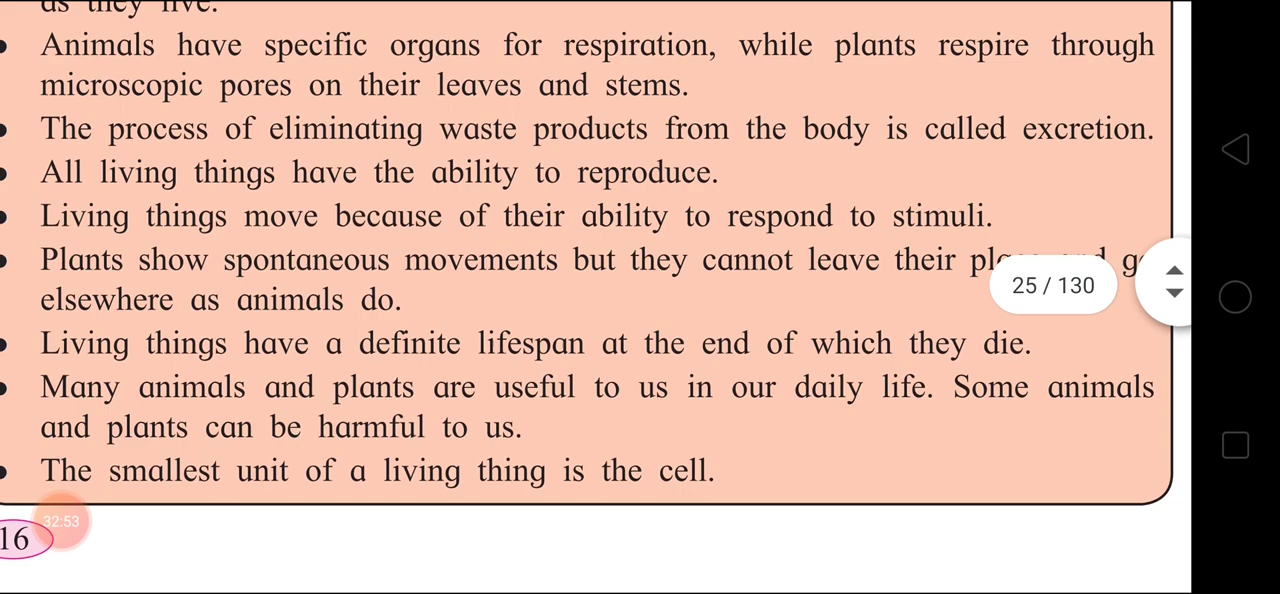 as they live.
• Animals have specific organs for respiration, while plants respire through
microscopic pores on their leaves and stems.
• The process of eliminating waste products from the body is called excretion.
• All living things have the ability to reproduce.
• Living things move because of their ability to respond to stimuli.
• Plants show spontaneous movements but they cannot leave their
elsewhere as animals do.
25 / 130
• Living things have a definite lifespan at the end of which they die.
• Many animals and plants are useful to us in our daily life. Some animals
and plants can be harmful to us.
• The smallest unit of a living thing is the cell.
32:53
16